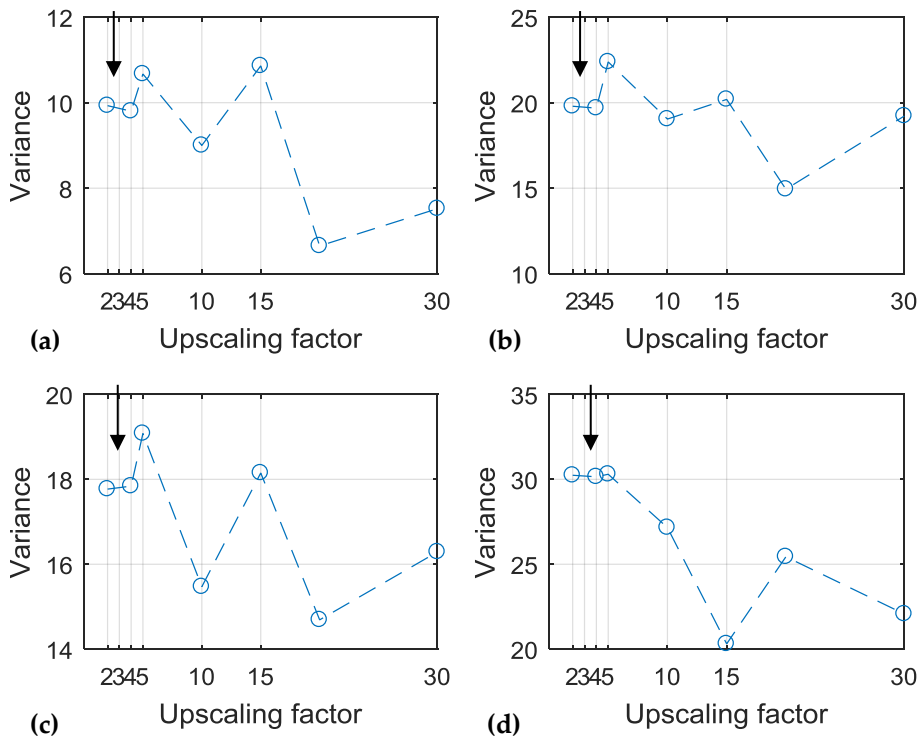 12
10
8
6
Variance
2345 10 15 30
(a) Upscaling factor
25
20
15
10
Variance
2345 10 15 30
(b) Upscaling factor
20
18
16
14
Variance
2345 10 15 30
(c) Upscaling factor
35
30
25
20
Variance
2345 10 15 30
(d) Upscaling factor